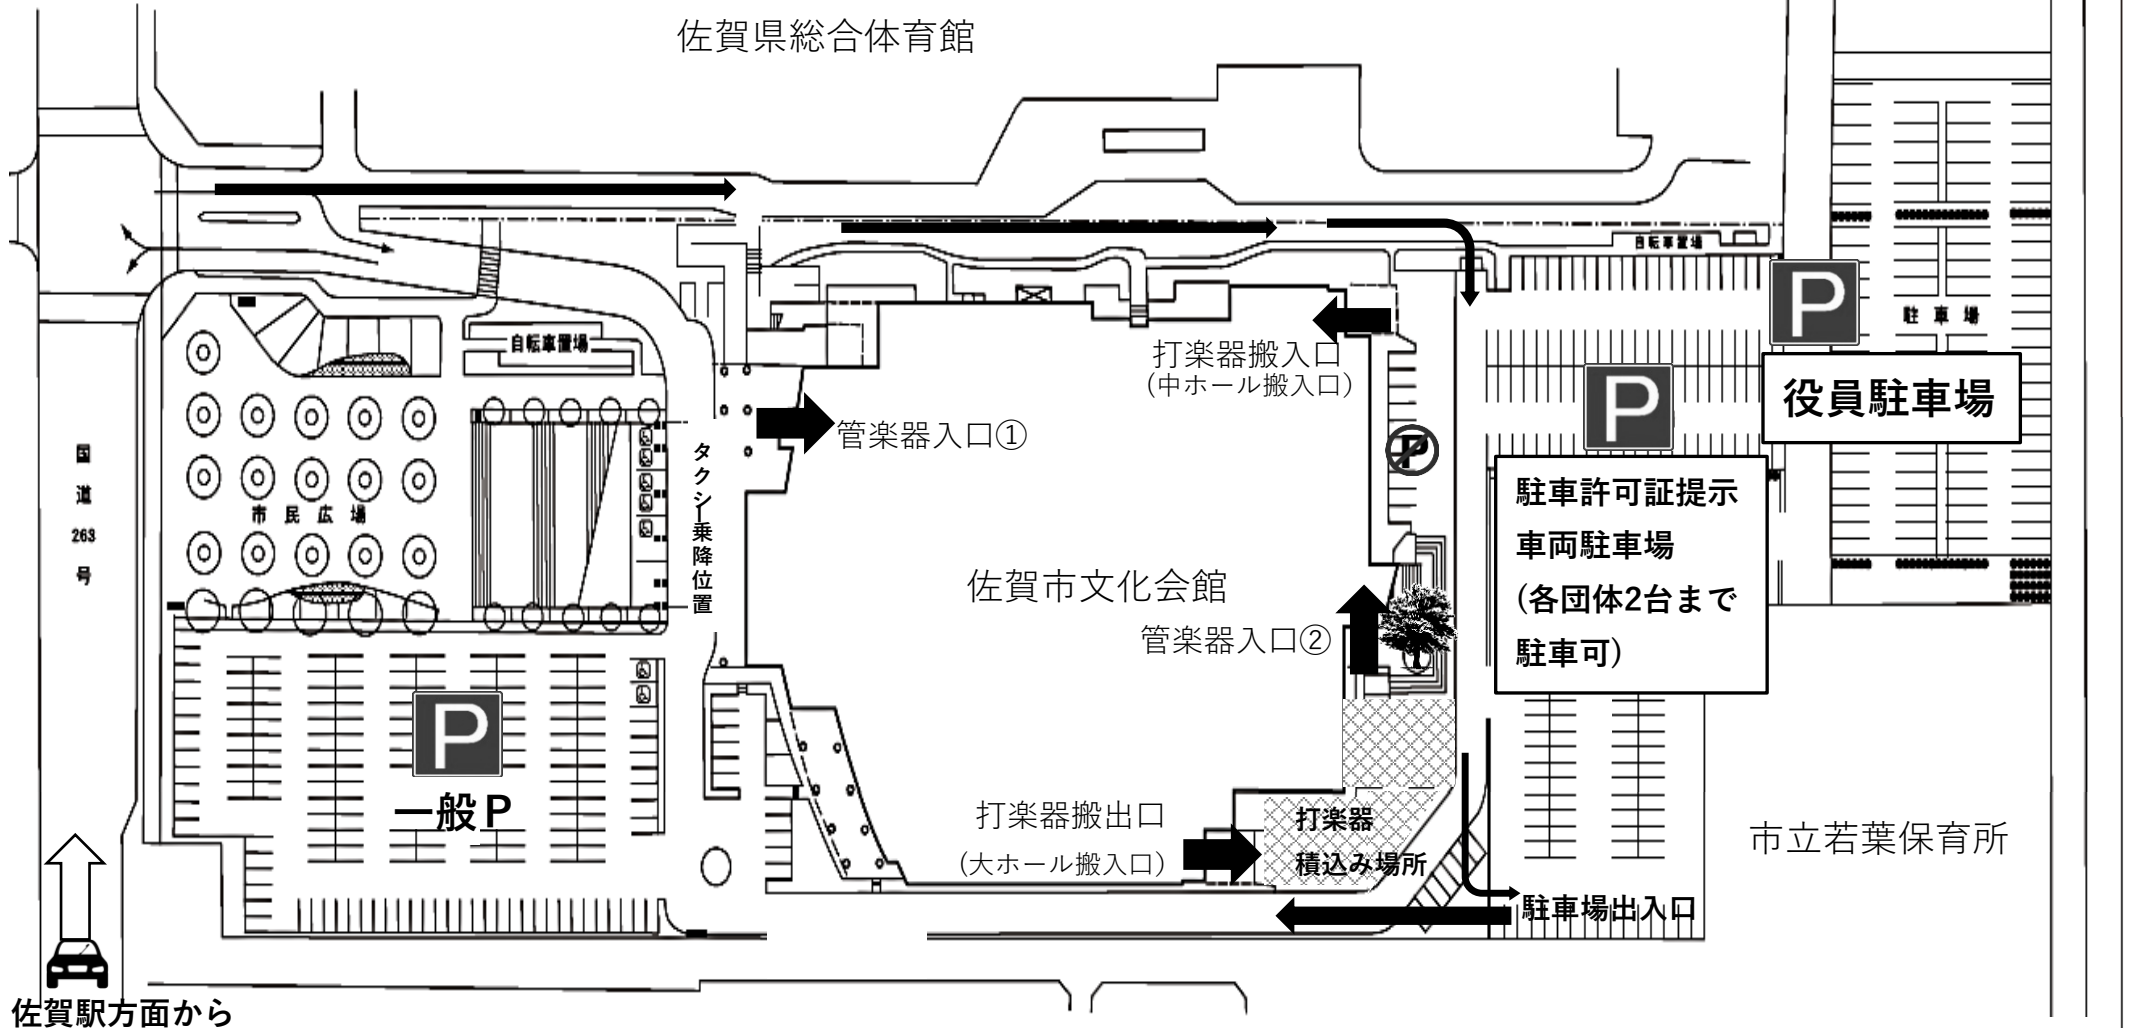 佐賀県総合体育館
自転車置場
P
駐車場
役員駐車場
打楽器搬入口
(中ホール搬入口)
自転車置場
管楽器入口①
P
P
駐車許可証提示
車両駐車場
(各団体2台まで
駐車可)
国道263号
市民広場
タクシー乗降位置
佐賀市文化会館
管楽器入口②
P
一般P
打楽器搬出口
(大ホール搬入口)
打楽器
積込み場所
市立若葉保育所
駐車場出入口
佐賀駅方面から